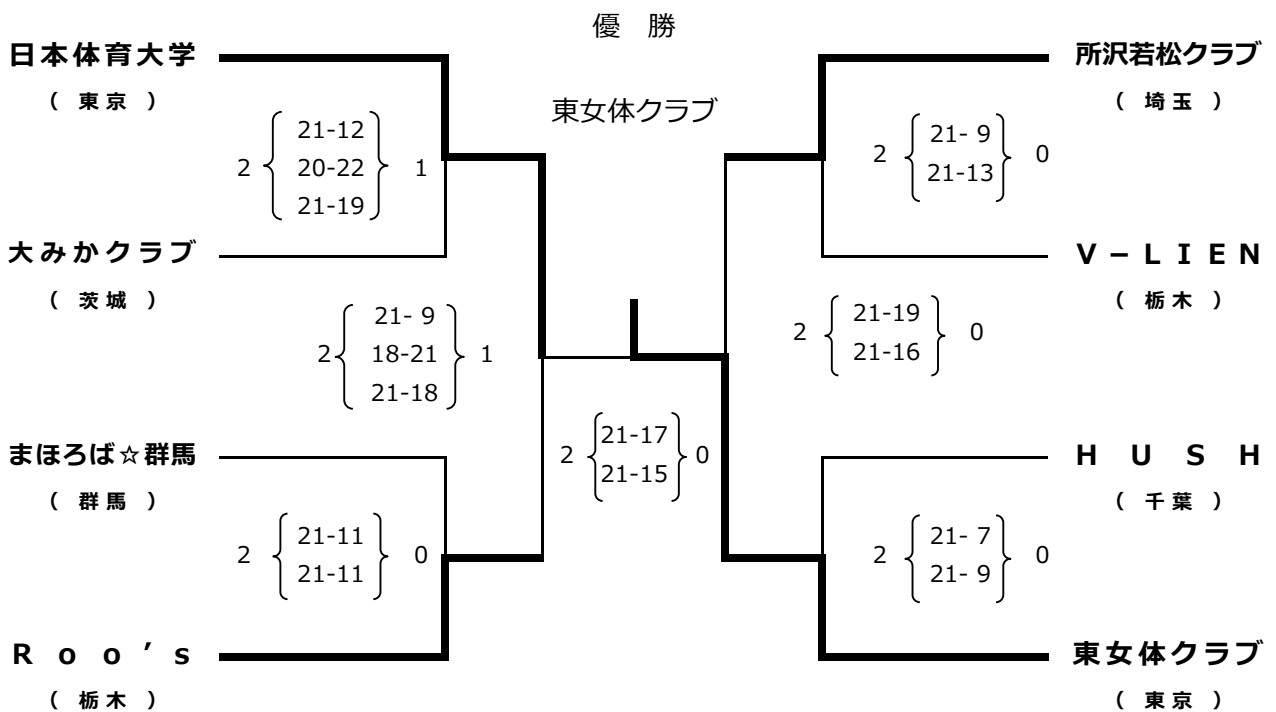 優　勝
東女体クラブ
日本体育大学
（ 東京 ）
2 21-12 1
20-22
21-19
大みかクラブ
（ 茨城 ）
2 21- 9 1
18-21
21-18
まほろば☆群馬
（ 群馬 ）
2 21-11 0
21-11
Ｒｏｏ’ｓ
（ 栃木 ）
2 21-17 0
21-15
所沢若松クラブ
（ 埼玉 ）
2 21- 9 0
21-13
Ｖ－ＬＩＥＮ
（ 栃木 ）
2 21-19 0
21-16
ＨＵＳＨ
（ 千葉 ）
2 21- 7 0
21- 9
東女体クラブ
（ 東京 ）